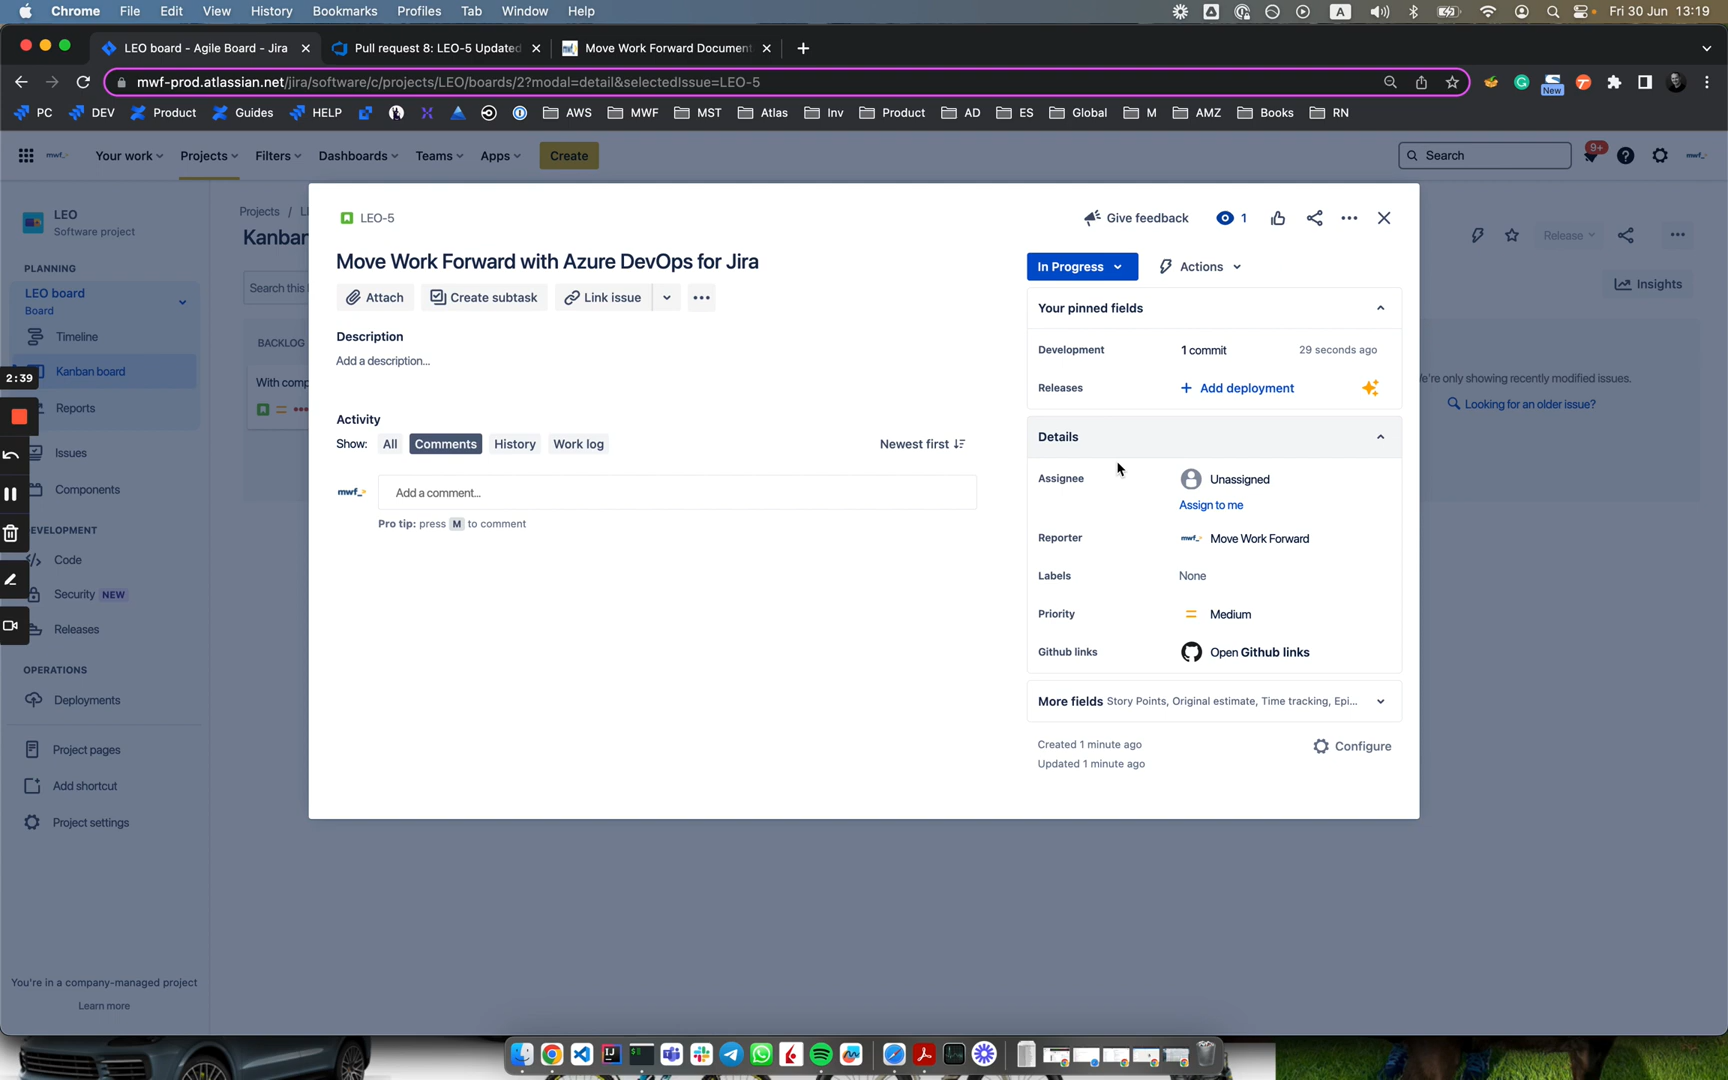 Chrome File Edit View History Bookmarks Profiles Tab Window Help A Fri 30 Jun 13:19
LEO board - Agile Board - Jira Pull request 8: LEO-5 Updated Move Work Forward Document
mwf-prod.atlassian.net/jira/software/c/projects/LEO/boards/2?modal=detail&selectedIssue=LEO-5 New
PC DEV Product Guides HELP AWS MWF MST Atlas Inv Product AD ES Global M AMZ Books RN
mwf_ Your work Projects Filters Dashboards Teams Apps Create Search 9+ mwf_
LEO
Software project
Projects / L
Kanban
Release
PLANNING
LEO board
Board
Search this
Insights
Timeline
BACKLOG
Kanban board
2:39
With comp
Reports
Issues
Components
DEVELOPMENT
Code
Security NEW
Releases
OPERATIONS
Deployments
Project pages
Add shortcut
Project settings
You're in a company-managed project
Learn more
LEO-5
Give feedback 1
Move Work Forward with Azure DevOps for Jira
Attach Create subtask Link issue
Description
Add a description...
Activity
Show: All Comments History Work log Newest first
mwf_ Add a comment...
Pro tip: press M to comment
In Progress Actions
Your pinned fields
Development 1 commit 29 seconds ago
Releases Add deployment
Details
Assignee Unassigned
Assign to me
Reporter mwf_ Move Work Forward
Labels None
Priority Medium
Github links Open Github links
More fields Story Points, Original estimate, Time tracking, Epi...
Created 1 minute ago Configure
Updated 1 minute ago
're only showing recently modified issues.
Looking for an older issue?